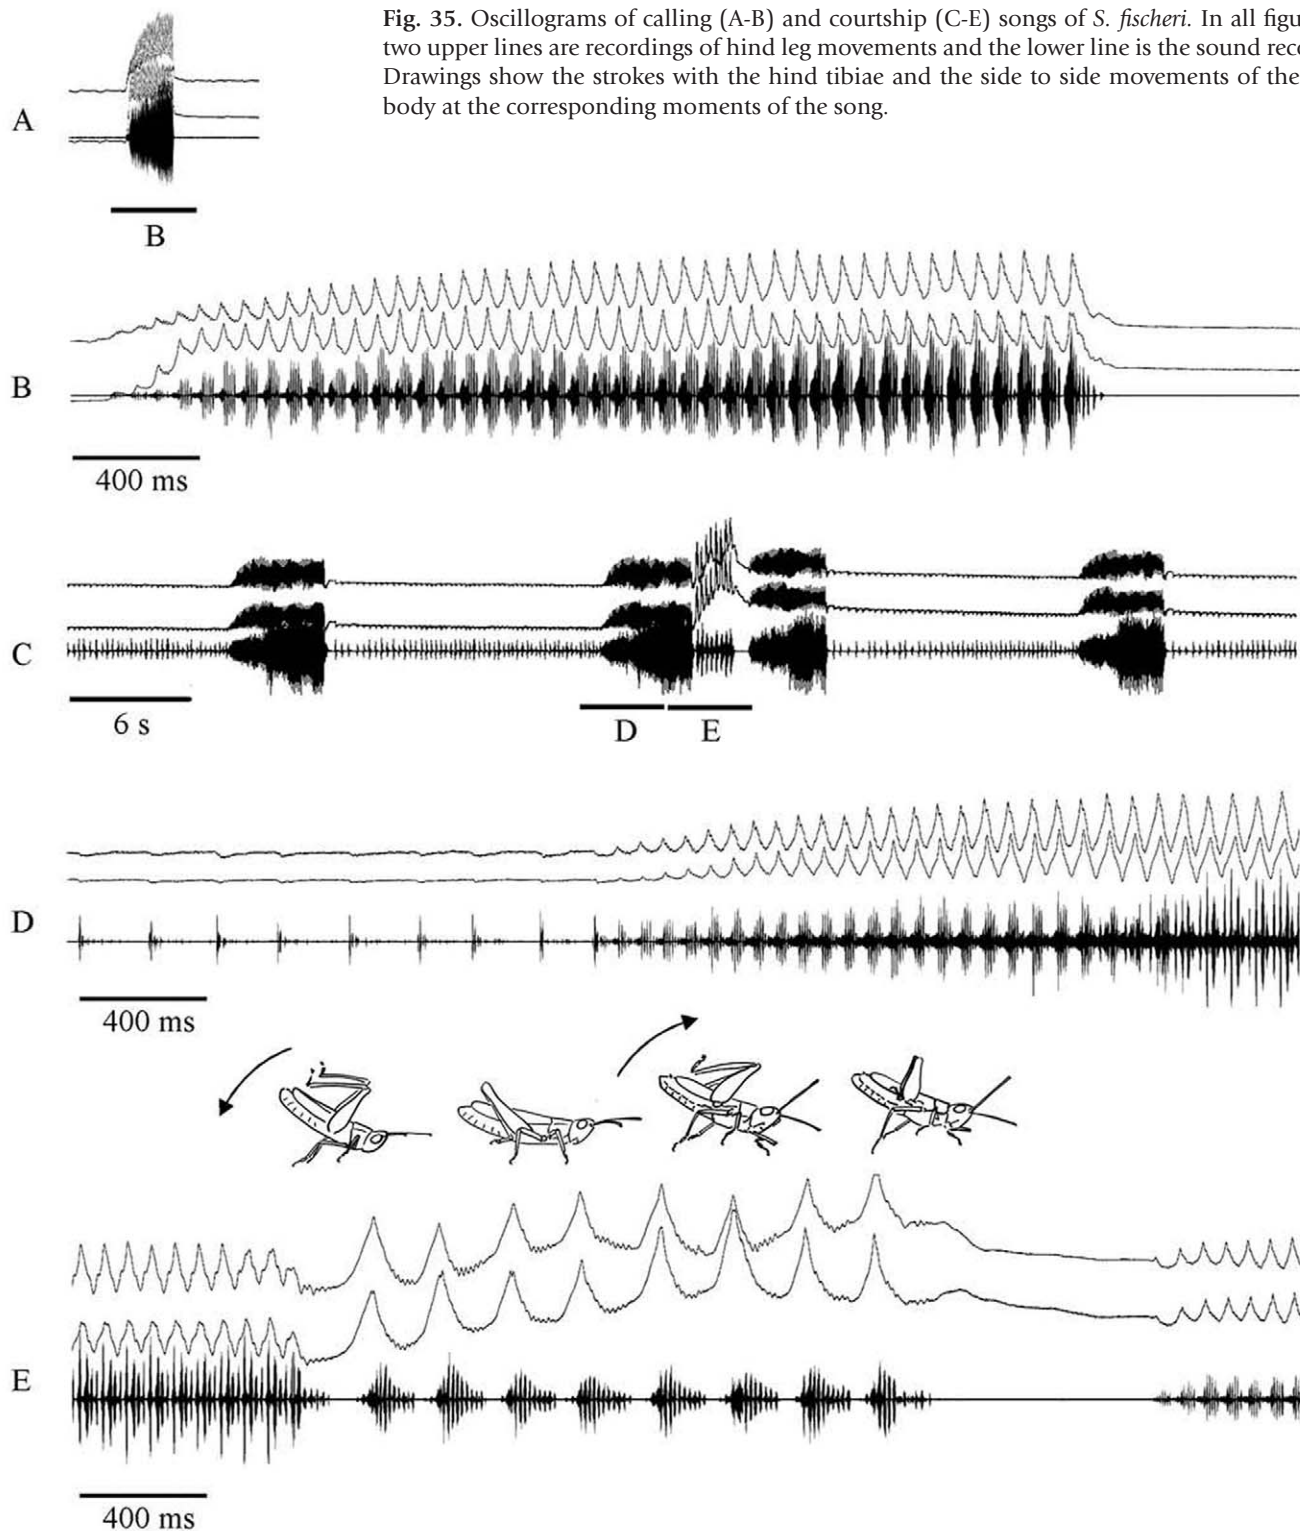 Fig. 35. Oscillograms of calling (A-B) and courtship (C-E) songs of S. fischeri. In all figu
two upper lines are recordings of hind leg movements and the lower line is the sound reco
Drawings show the strokes with the hind tibiae and the side to side movements of the
body at the corresponding moments of the song.
A
B
B
400 ms
C
6 s
D
E
D
400 ms
E
400 ms